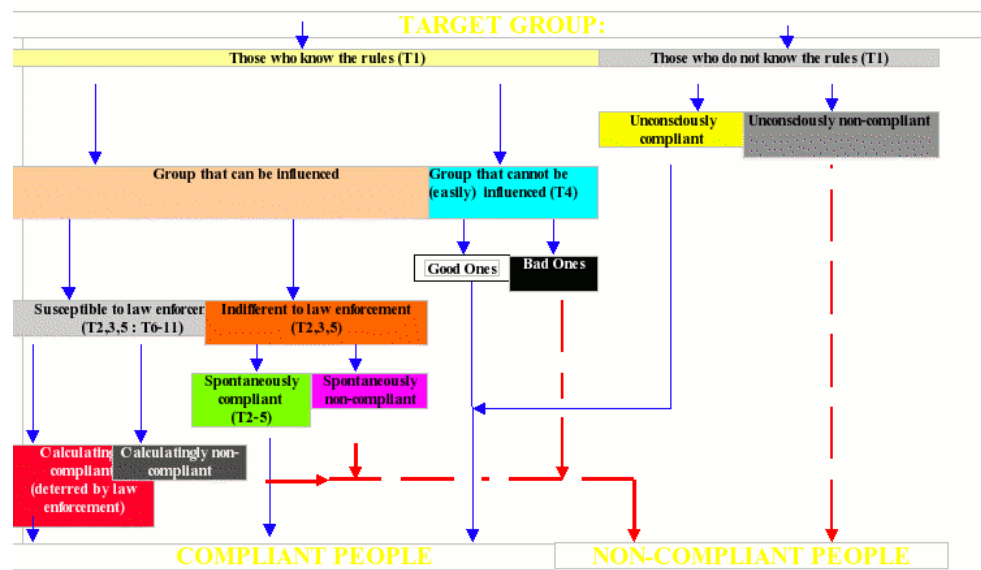 TARGET GROUP:
Those who know the rules (T1)
Those who do not know the rules (T1)
Unconsciously
compliant
Unconsciously non-compliant
Group that can be influenced
Group that cannot be
(easily) influenced (T4)
Good Ones
Bad Ones
Susceptible to law enforcer
(T2,3,5 : T6-11)
Indifferent to law enforcement
(T2,3,5)
Spontaneously
compliant
(T2-5)
Spontaneously
non-compliant
Calculating
compliant
(deterred by law
enforcement)
Calculatingly non-
compliant
COMPLIANT PEOPLE
NON-COMPLIANT PEOPLE